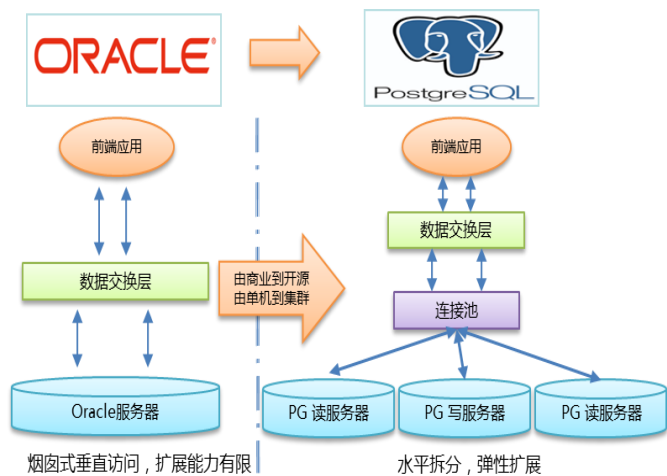 ORACLE®
PostgreSQL
前端应用
前端应用
数据交换层
数据交换层
由商业到开源
由单机到集群
连接池
Oracle服务器
PG 读服务器
PG 写服务器
PG 读服务器
烟囱式垂直访问，扩展能力有限
水平拆分，弹性扩展